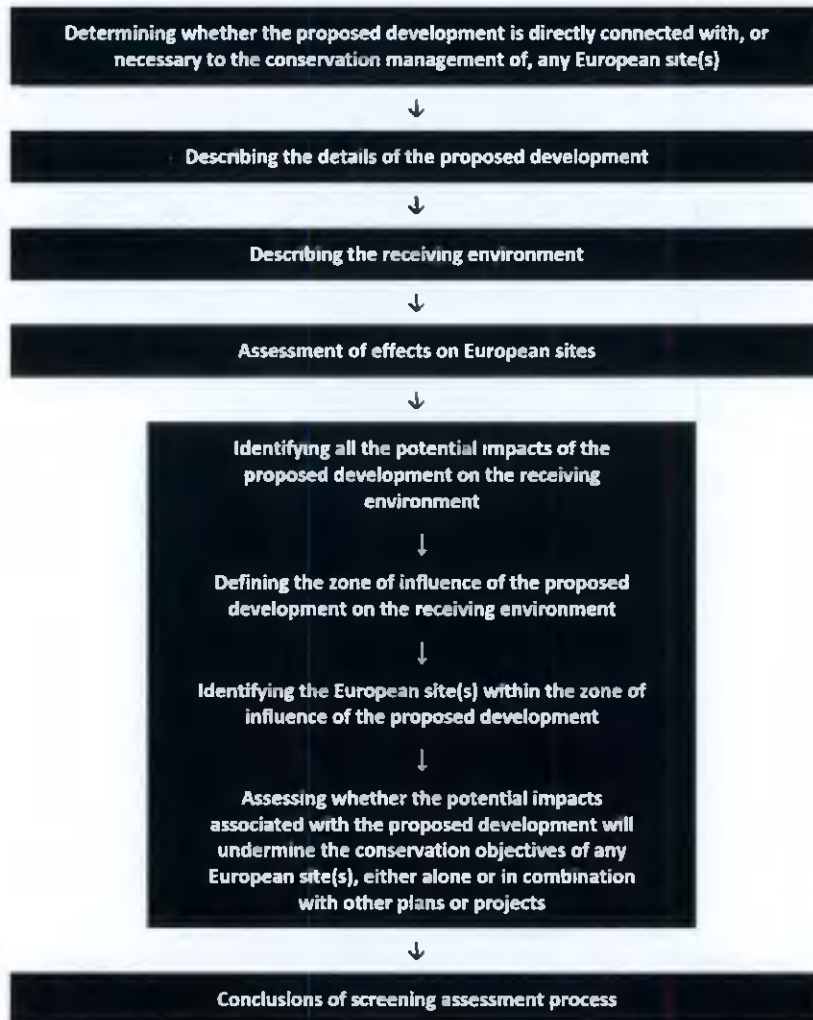 Determining whether the proposed development is directly connected with, or
necessary to the conservation management of, any European site(s)
↓
Describing the details of the proposed development
↓
Describing the receiving environment
↓
Assessment of effects on European sites
↓
Identifying all the potential impacts of the
proposed development on the receiving
environment
↓
Defining the zone of influence of the proposed
development on the receiving environment
↓
Identifying the European site(s) within the zone of
influence of the proposed development
↓
Assessing whether the potential impacts
associated with the proposed development will
undermine the conservation objectives of any
European site(s), either alone or in combination
with other plans or projects
↓
Conclusions of screening assessment process